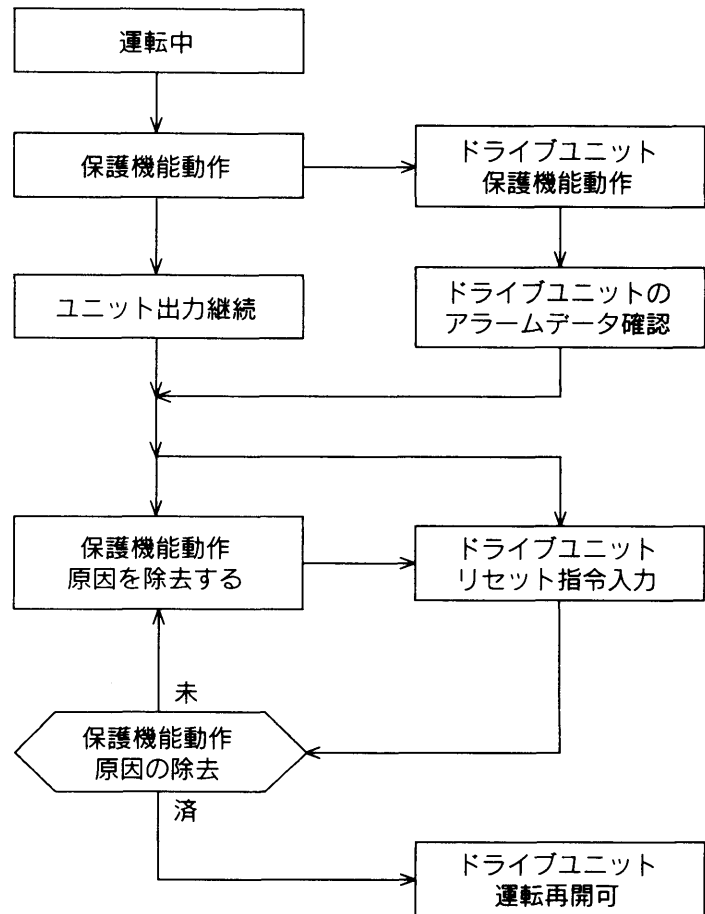 運転中
保護機能動作
ドライブユニット
保護機能動作
ユニット出力継続
ドライブユニットの
アラームデータ確認
保護機能動作
原因を除去する
ドライブユニット
リセット指令入力
未
保護機能動作
原因の除去
済
ドライブユニット
運転再開可